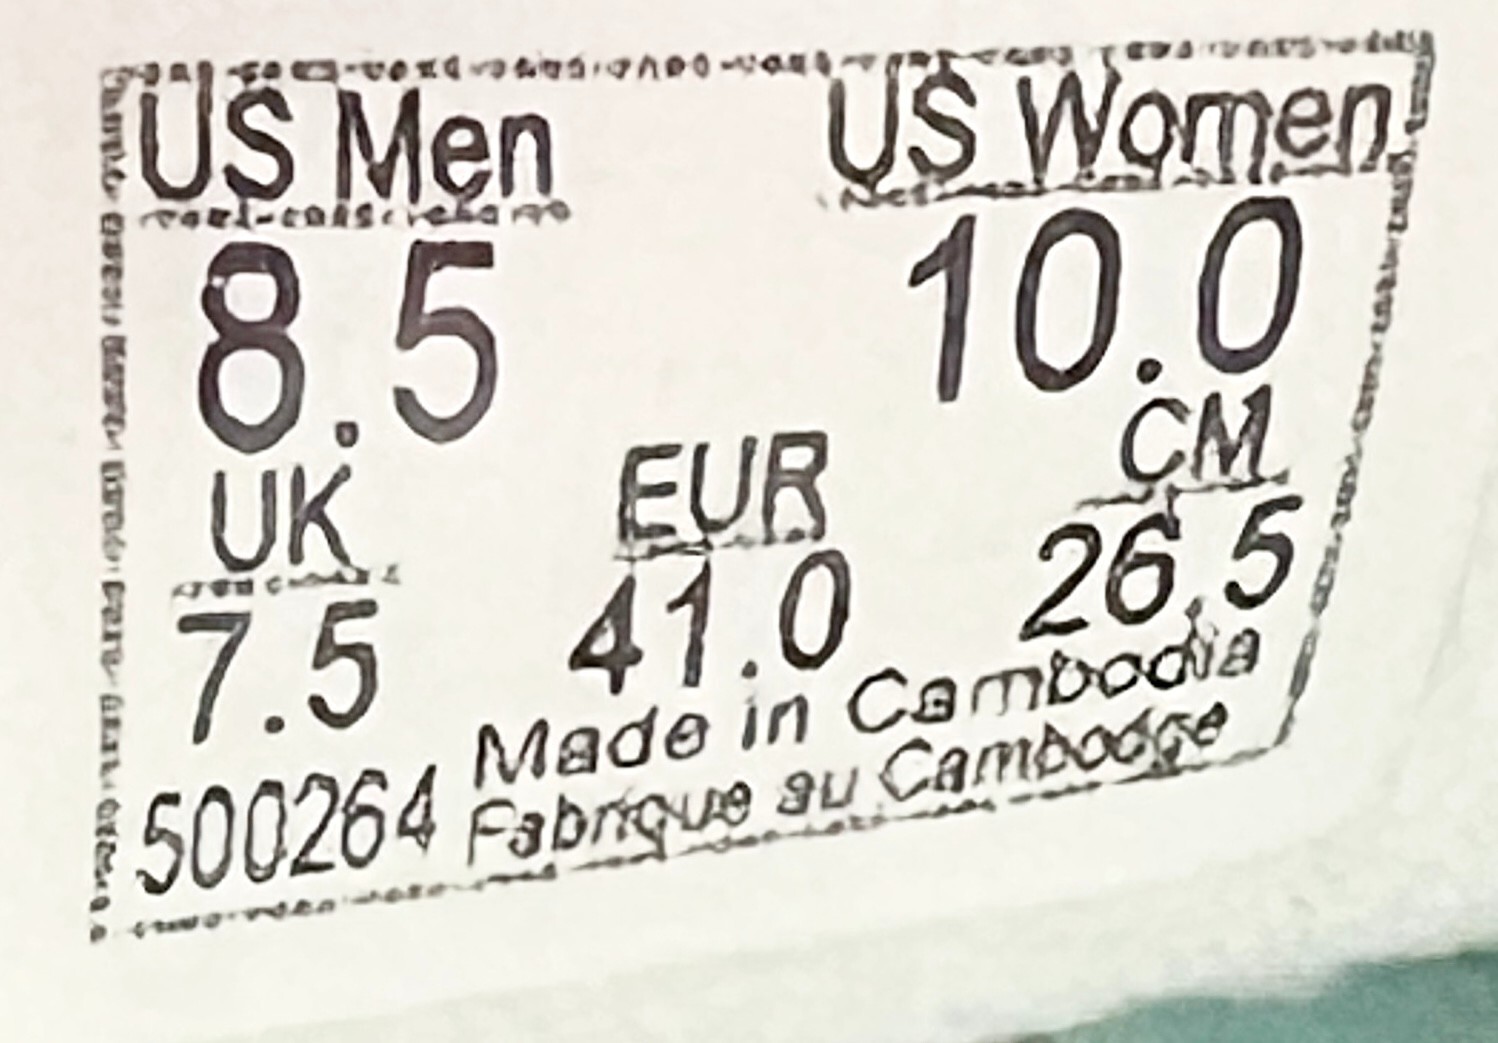 US Men US Women
8.5 10.0
UK EUR CM
7.5 41.0 26.5
500264 Made in Cambodia
Fabrique au Cambodge